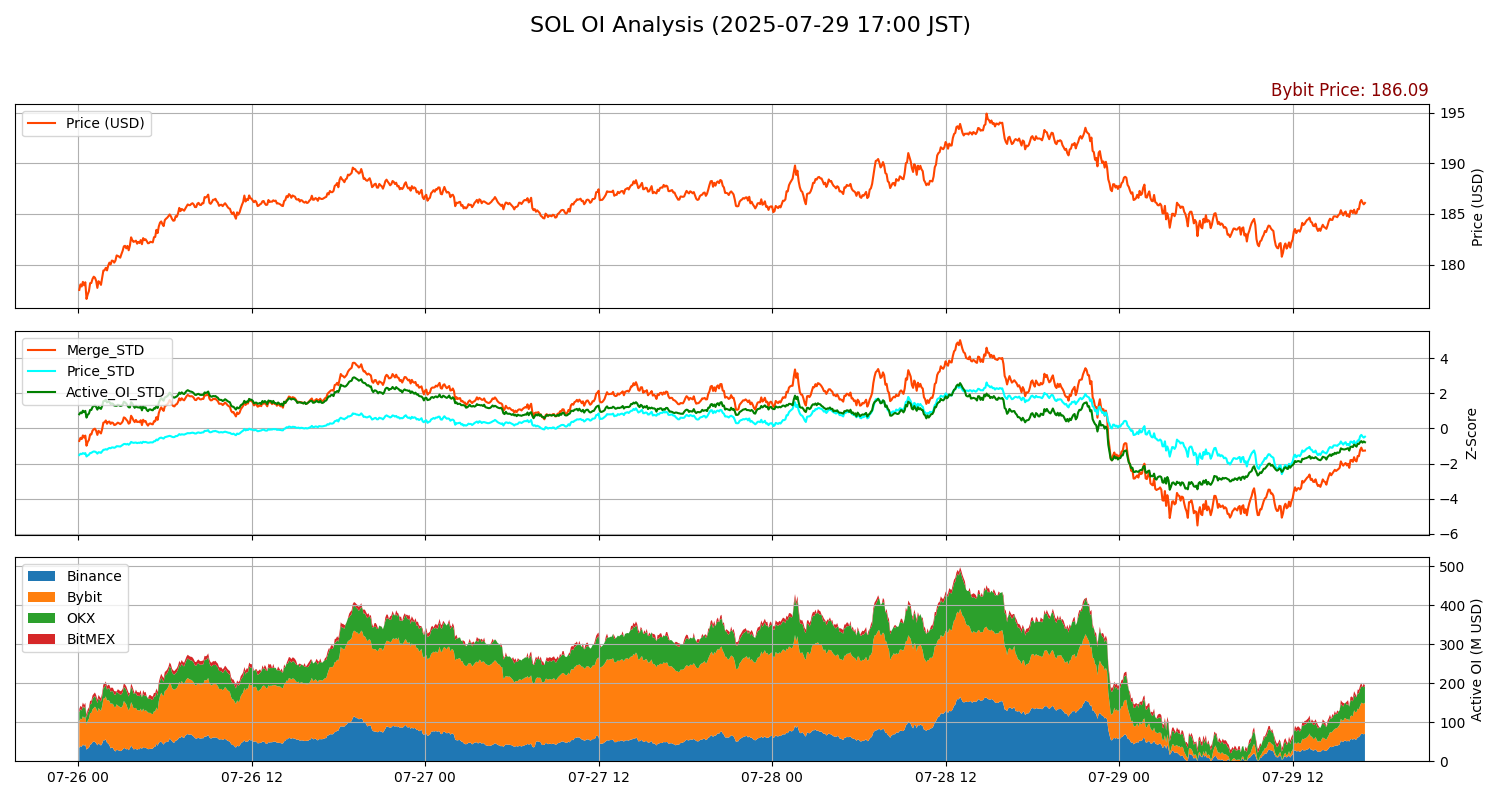 SOL OI Analysis (2025-07-29 17:00 JST)
Bybit Price: 186.09
Price (USD)
195
190
185
180
Price (USD)
Merge_STD
Price_STD
Active_OI_STD
4
2
0
−2
−4
−6
Z-Score
Binance
Bybit
OKX
BitMEX
500
400
300
200
100
0
Active OI (M USD)
07-26 00
07-26 12
07-27 00
07-27 12
07-28 00
07-28 12
07-29 00
07-29 12